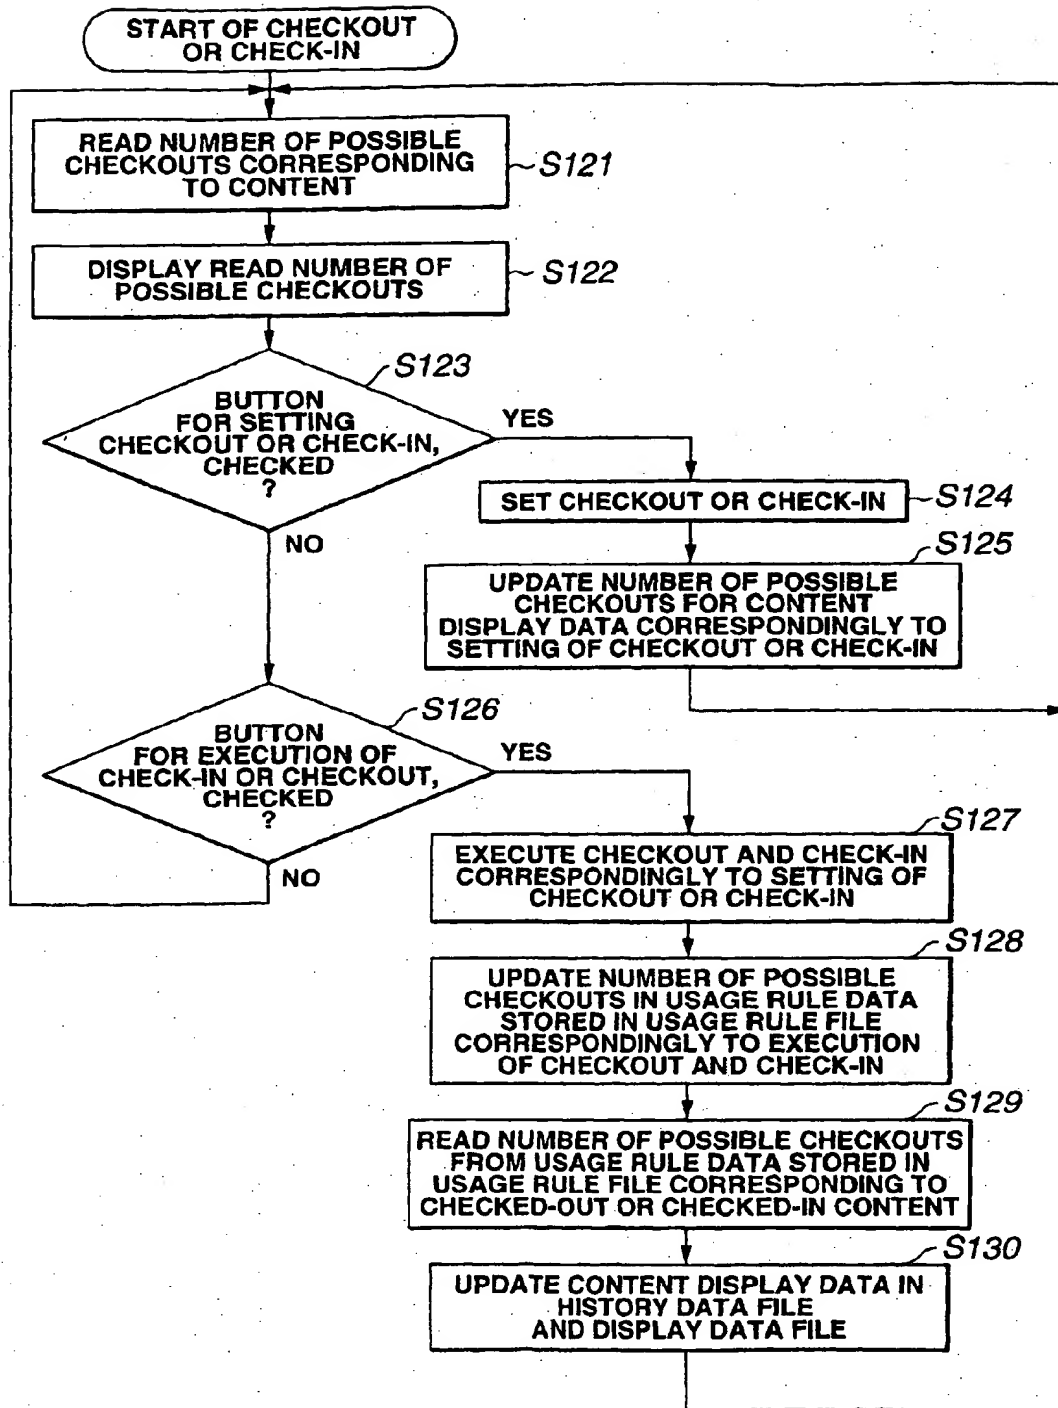 START OF CHECKOUT
OR CHECK-IN
READ NUMBER OF POSSIBLE
CHECKOUTS CORRESPONDING
TO CONTENT
S121
DISPLAY READ NUMBER OF
POSSIBLE CHECKOUTS
S122
S123
BUTTON
FOR SETTING
CHECKOUT OR CHECK-IN,
CHECKED
?
YES
NO
SET CHECKOUT OR CHECK-IN
S124
S125
UPDATE NUMBER OF POSSIBLE
CHECKOUTS FOR CONTENT
DISPLAY DATA CORRESPONDINGLY TO
SETTING OF CHECKOUT OR CHECK-IN
S126
BUTTON
FOR EXECUTION OF
CHECK-IN OR CHECKOUT,
CHECKED
?
YES
NO
S127
EXECUTE CHECKOUT AND CHECK-IN
CORRESPONDINGLY TO SETTING OF
CHECKOUT OR CHECK-IN
S128
UPDATE NUMBER OF POSSIBLE
CHECKOUTS IN USAGE RULE DATA
STORED IN USAGE RULE FILE
CORRESPONDINGLY TO EXECUTION
OF CHECKOUT AND CHECK-IN
S129
READ NUMBER OF POSSIBLE CHECKOUTS
FROM USAGE RULE DATA STORED IN
USAGE RULE FILE CORRESPONDING TO
CHECKED-OUT OR CHECKED-IN CONTENT
S130
UPDATE CONTENT DISPLAY DATA IN
HISTORY DATA FILE
AND DISPLAY DATA FILE